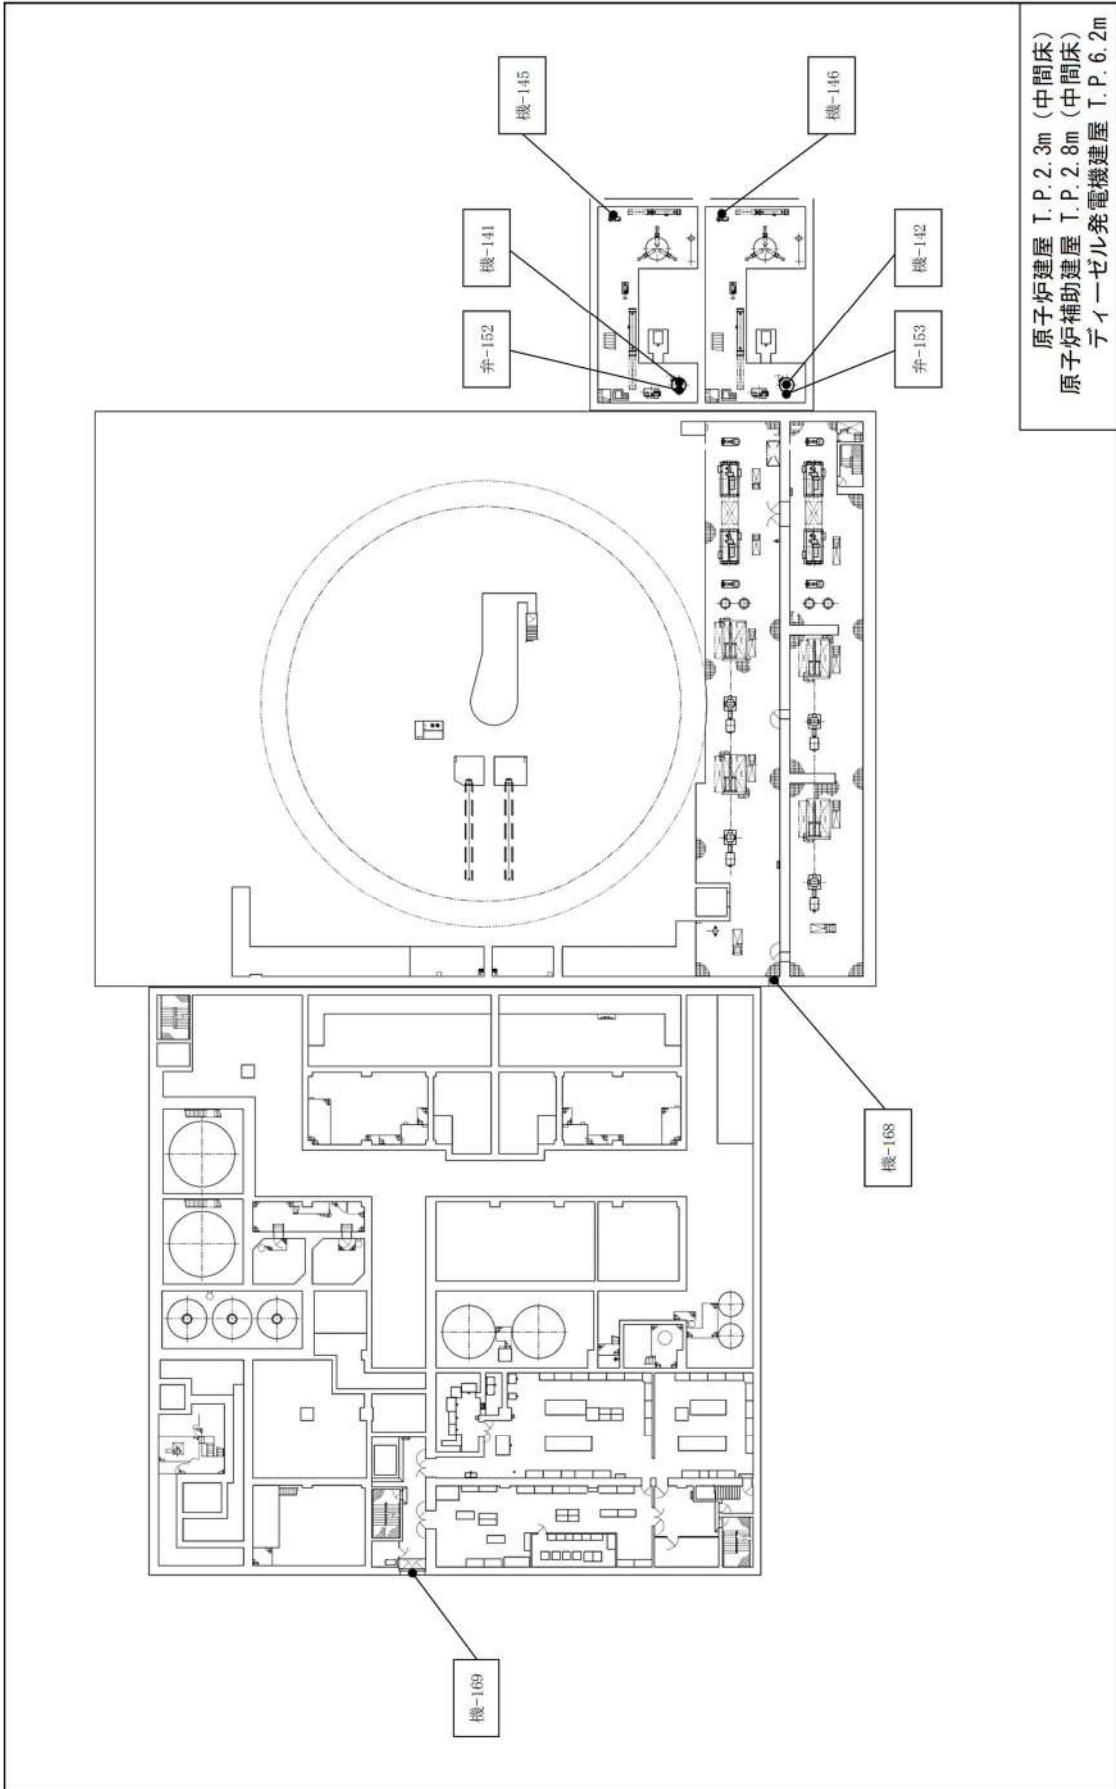 機-145
機-146
機-141
機-142
弁-152
弁-153
機-168
機-169
原子炉建屋 T.P.2.3m（中間床）
原子炉補助建屋 T.P.2.8m（中間床）
ディーゼル発電機建屋 T.P.6.2m